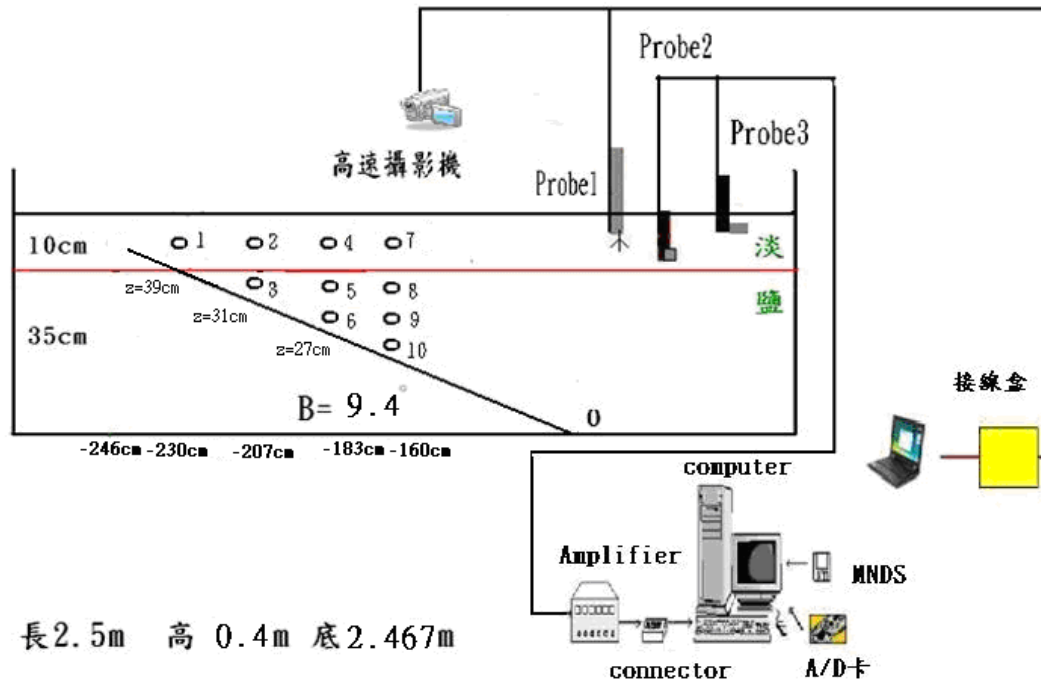 Probe2
Probe3
高速攝影機
Probe1
10cm
1
2
4
7
淡
z=39cm
3
5
8
鹽
z=31cm
6
9
35cm
z=27cm
10
接線盒
B= 9.4°
0
-246cm -230cm -207cm -183cm -160cm
computer
Amplifier
MNDS
長2.5m 高 0.4m 底2.467m
connector
A/D卡